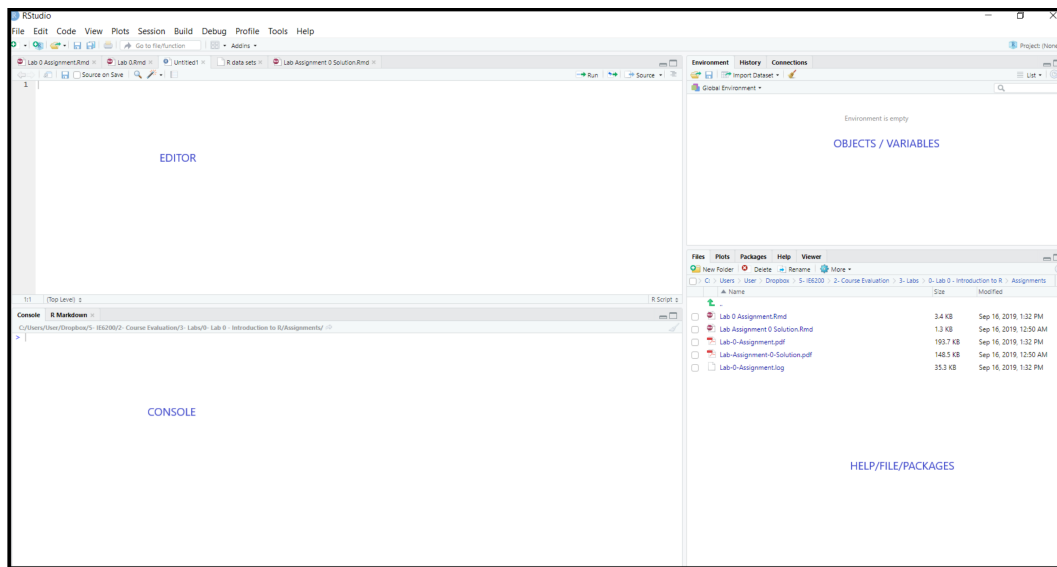 RStudio
File Edit Code View Plots Session Build Debug Profile Tools Help
Go to file/function Addins
Project: (None
Lab 0 Assignment.Rmd Lab 0.Rmd Untitled1 R data sets Lab Assignment 0 Solution.Rmd
Source on Save Run Source
1
EDITOR
1:1 (Top Level) R Script
Console R Markdown
C:/Users/User/Dropbox/5- IE6200/2- Course Evaluation/3- Labs/0- Lab 0 - Introduction to R/Assignments/
>
CONSOLE
Environment History Connections
Import Dataset List
Global Environment
Environment is empty
OBJECTS / VARIABLES
Files Plots Packages Help Viewer
New Folder Delete Rename More
C: > Users > User > Dropbox > 5- IE6200 > 2- Course Evaluation > 3- Labs > 0- Lab 0 - Introduction to R > Assignments
Name Size Modified
..
Lab 0 Assignment.Rmd 3.4 KB Sep 16, 2019, 1:32 PM
Lab Assignment 0 Solution.Rmd 1.3 KB Sep 16, 2019, 12:50 AM
Lab-0-Assignment.pdf 193.7 KB Sep 16, 2019, 1:32 PM
Lab-Assignment-0-Solution.pdf 148.5 KB Sep 16, 2019, 12:50 AM
Lab-0-Assignment.log 35.3 KB Sep 16, 2019, 1:32 PM
HELP/FILE/PACKAGES